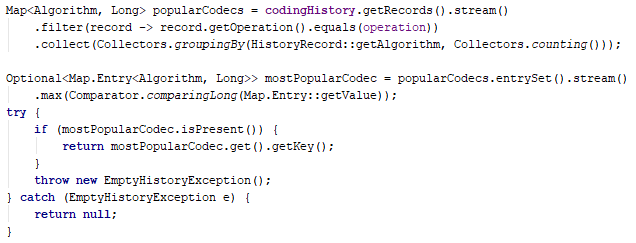 Map<Algorithm, Long> popularCodecs = codingHistory.getRecords().stream()
    .filter(record -> record.getOperation().equals(operation))
    .collect(Collectors.groupingBy(HistoryRecord::getAlgorithm, Collectors.counting()));

Optional<Map.Entry<Algorithm, Long>> mostPopularCodec = popularCodecs.entrySet().stream()
    .max(Comparator.comparingLong(Map.Entry::getValue));
try {
    if (mostPopularCodec.isPresent()) {
        return mostPopularCodec.get().getKey();
    }
    throw new EmptyHistoryException();
} catch (EmptyHistoryException e) {
    return null;
}